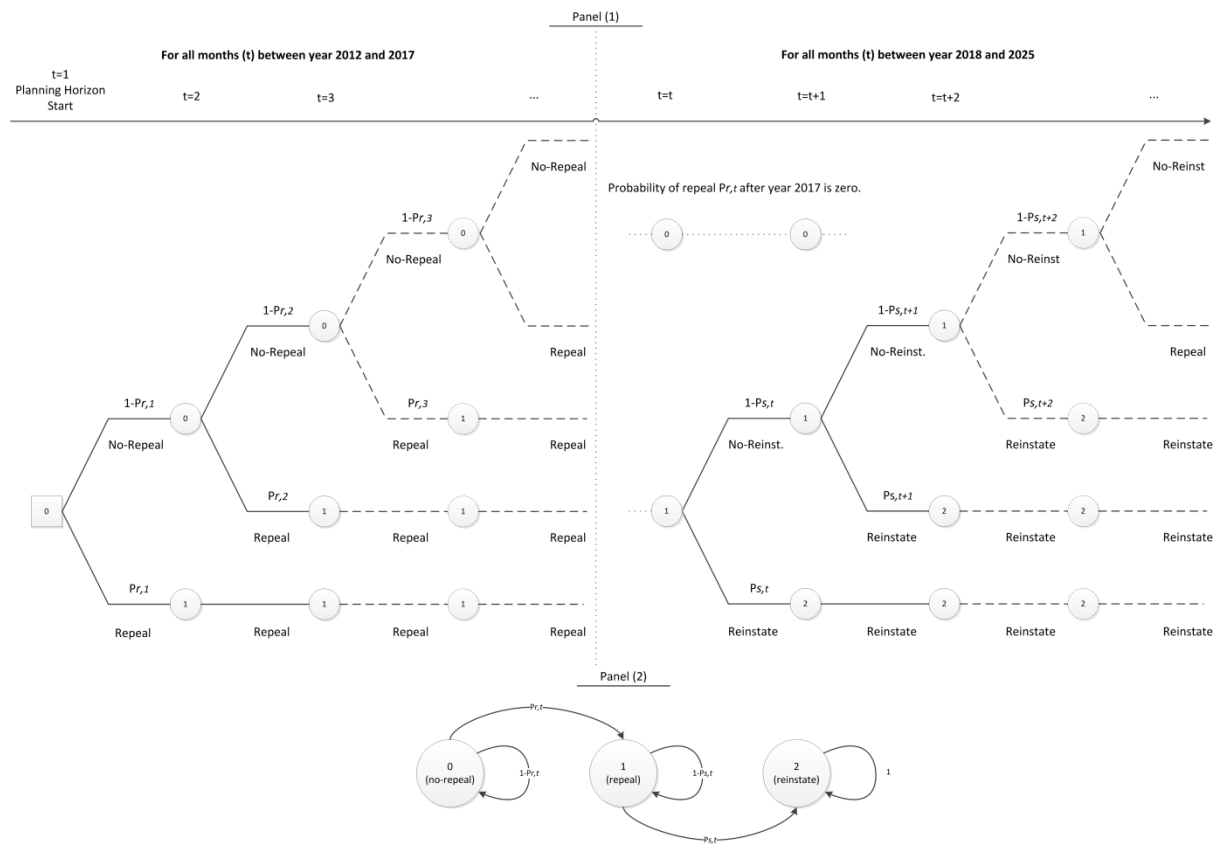 Panel (1)
For all months (t) between year 2012 and 2017
For all months (t) between year 2018 and 2025
t=1
Planning Horizon
Start
t=2
t=3
...
t=t
t=t+1
t=t+2
...
No-Repeal
No-Reinst
Probability of repeal Pr,t after year 2017 is zero.
1-Pr,3
0
No-Repeal
0
0
1-Ps,t+2
1
No-Reinst
1-Pr,2
0
No-Repeal
Repeal
1-Ps,t+1
1
No-Reinst.
Repeal
1-Pr,1
0
No-Repeal
Pr,3
1
Repeal
Repeal
1-Ps,t
1
No-Reinst.
Ps,t+2
2
Reinstate
Reinstate
0
Pr,2
1
1
Repeal
Repeal
Repeal
1
Ps,t+1
2
2
Reinstate
Reinstate
Reinstate
Pr,1
1
1
1
Repeal
Repeal
Repeal
Repeal
Ps,t
2
2
2
Reinstate
Reinstate
Reinstate
Reinstate
Panel (2)
Pr,t
0
(no-repeal)
1-Pr,t
1
(repeal)
1-Ps,t
2
(reinstate)
1
Ps,t